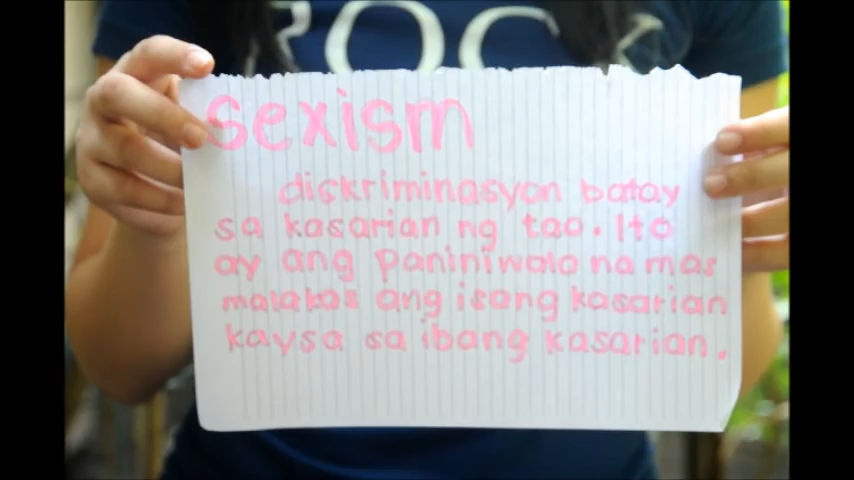 ROCK
sexism
diskriminasyon batay
sa kasarian ng tao. Ito
ay ang paniniwala na mas
malakas ang isang kasarian
kaysa sa ibang kasarian.